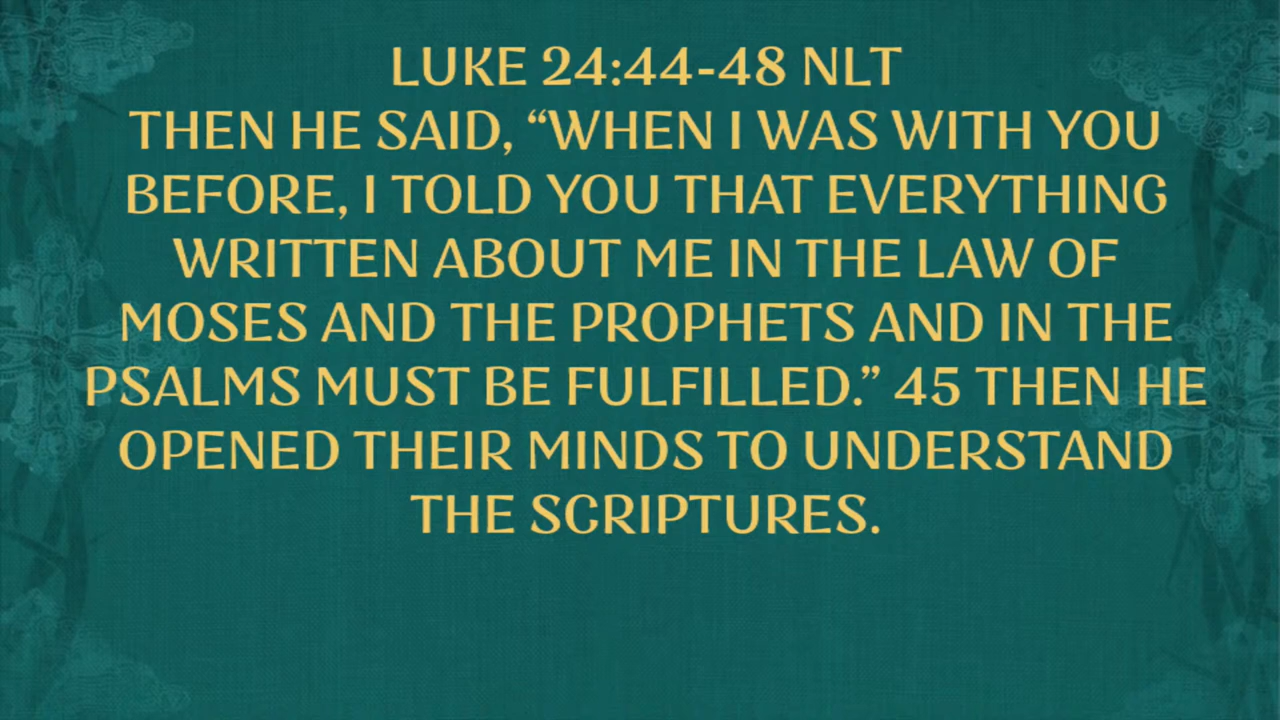 LUKE 24:44-48 NLT
THEN HE SAID, “WHEN I WAS WITH YOU
BEFORE, I TOLD YOU THAT EVERYTHING
WRITTEN ABOUT ME IN THE LAW OF
MOSES AND THE PROPHETS AND IN THE
PSALMS MUST BE FULFILLED.” 45 THEN HE
OPENED THEIR MINDS TO UNDERSTAND
THE SCRIPTURES.